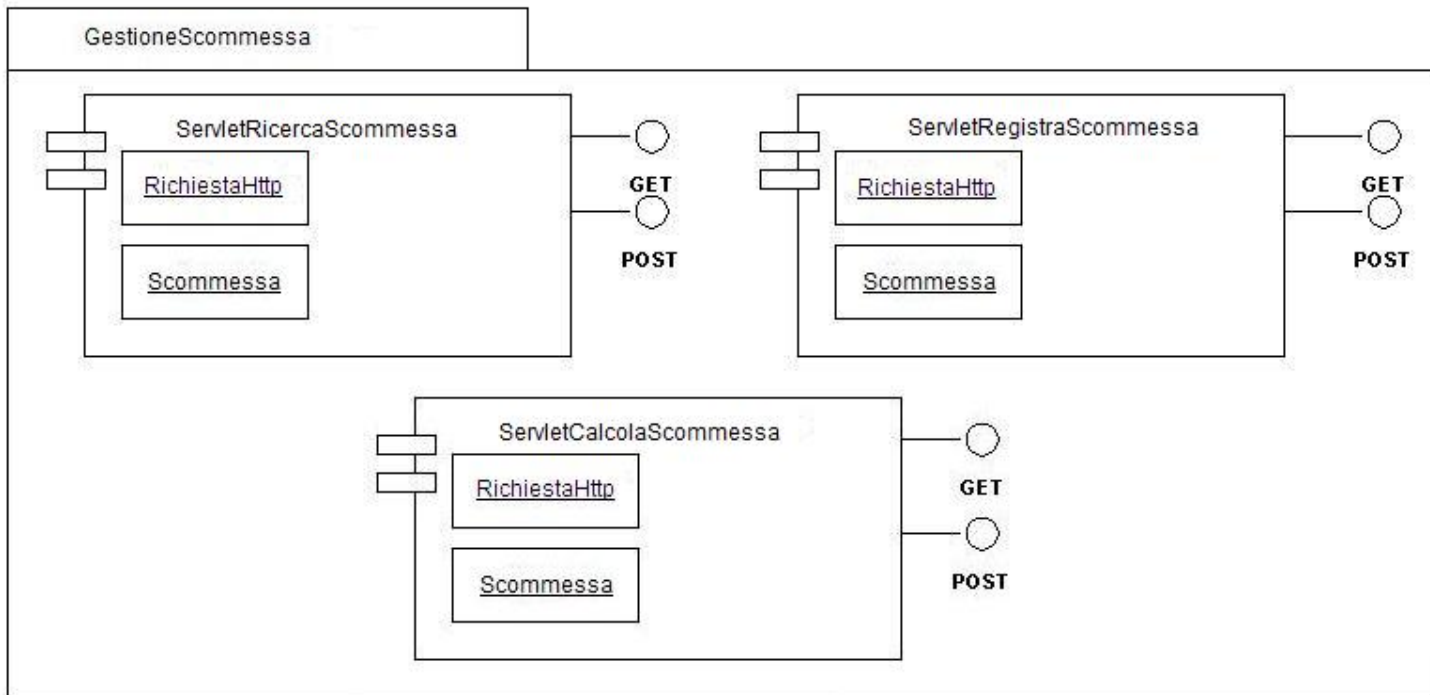 GestioneScommessa
ServletRicercaScommessa
RichiestaHttp
Scommessa
GET
POST
ServletRegistraScommessa
RichiestaHttp
Scommessa
GET
POST
ServletCalcolaScommessa
RichiestaHttp
Scommessa
GET
POST